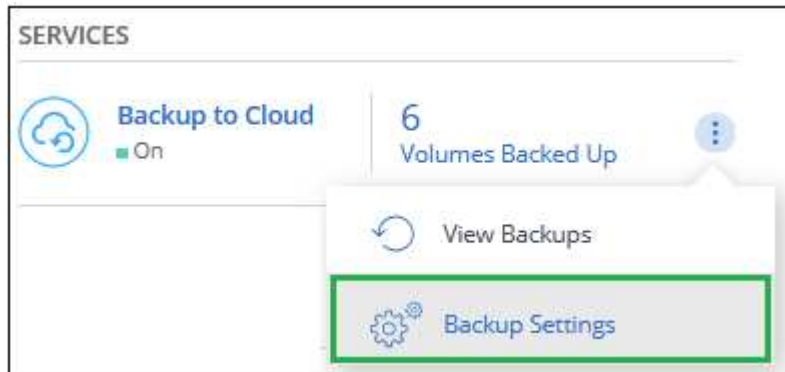 SERVICES
Backup to Cloud
On
6
Volumes Backed Up
View Backups
Backup Settings